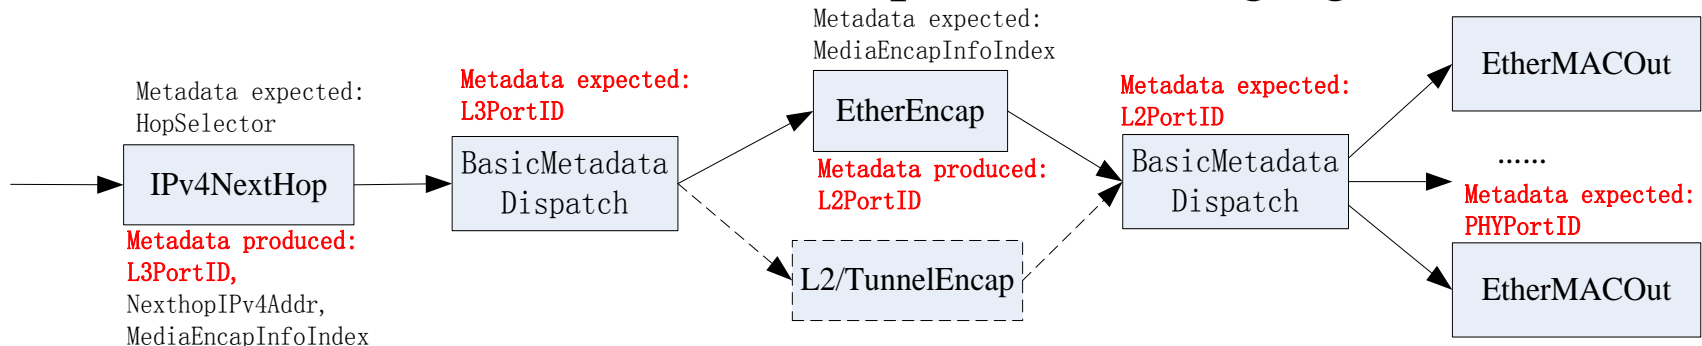 Metadata expected:
HopSelector
IPv4NextHop
Metadata produced:
L3PortID,
NexthopIPv4Addr,
MediaEncapInfoIndex
Metadata expected:
L3PortID
BasicMetadata
Dispatch
Metadata expected:
MediaEncapInfoIndex
EtherEncap
Metadata produced:
L2PortID
L2/TunnelEncap
Metadata expected:
L2PortID
BasicMetadata
Dispatch
EtherMACOut
......
Metadata expected:
PHYPortID
EtherMACOut